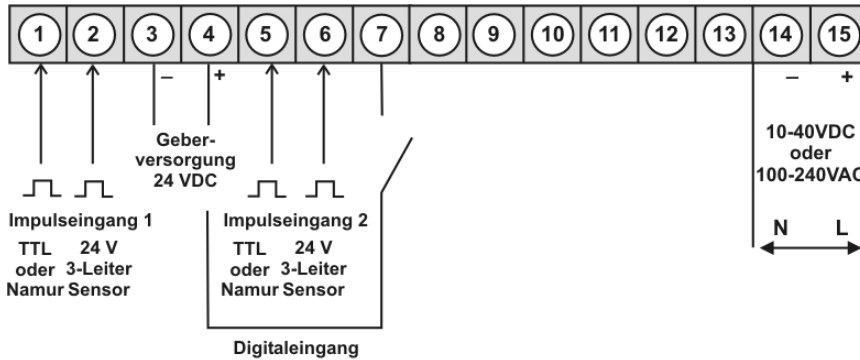 1 2 3 4 5 6 7 8 9 10 11 12 13 14 15
– + – +
Geber-
versorgung
24 VDC
10-40VDC
oder
100-240VAC
Impulseingang 1
TTL 24 V
oder 3-Leiter
Namur Sensor
Impulseingang 2
TTL 24 V
oder 3-Leiter
Namur Sensor
N L
Digitaleingang